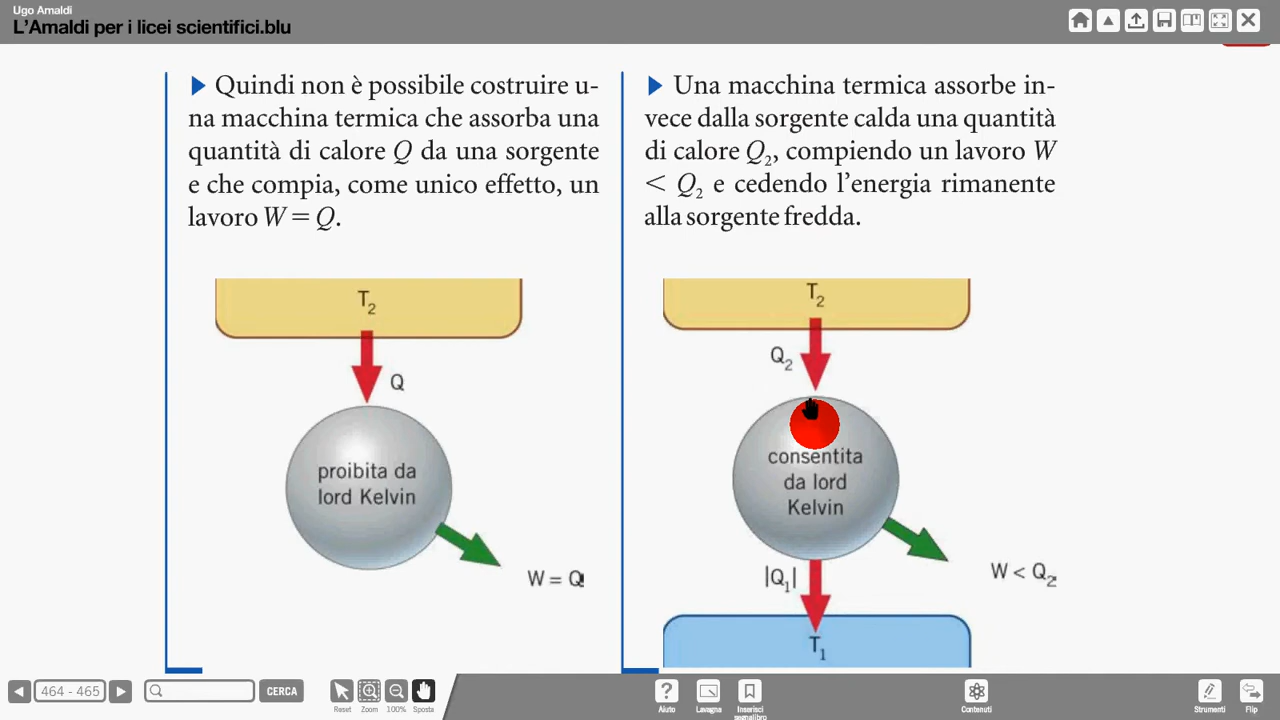 Ugo Amaldi
L'Amaldi per i licei scientifici.blu
▶ Quindi non è possibile costruire u-
na macchina termica che assorba una
quantità di calore Q da una sorgente
e che compia, come unico effetto, un
lavoro W = Q.
T₂
Q
proibita da
lord Kelvin
W = Q
▶ Una macchina termica assorbe in-
vece dalla sorgente calda una quantità
di calore Q₂, compiendo un lavoro W
< Q₂ e cedendo l'energia rimanente
alla sorgente fredda.
T₂
Q₂
consentita
da lord
Kelvin
|Q₁|
W < Q₂
T₁
464 - 465
CERCA
Reset
Zoom
100%
Sposta
Aiuto
Lavagna
Inserisci
segnalibro
Contenuti
Strumenti
Flip